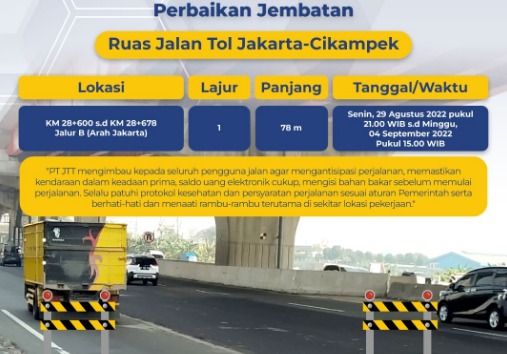 Perbaikan Jembatan
Ruas Jalan Tol Jakarta-Cikampek
Lokasi
Lajur
Panjang
Tanggal/Waktu
KM 28+600 s.d KM 28+678
Jalur B (Arah Jakarta)
1
78 m
Senin, 29 Agustus 2022 pukul
21.00 WIB s.d Minggu,
04 September 2022
Pukul 15.00 WIB
"PT JTT mengimbau kepada seluruh pengguna jalan agar mengantisipasi perjalanan, memastikan
kendaraan dalam keadaan prima, saldo uang elektronik cukup, mengisi bahan bakar sebelum memulai
perjalanan. Selalu patuhi protokol kesehatan dan persyaratan perjalanan sesuai aturan Pemerintah serta
berhati-hati dan menaati rambu-rambu terutama di sekitar lokasi pekerjaan."